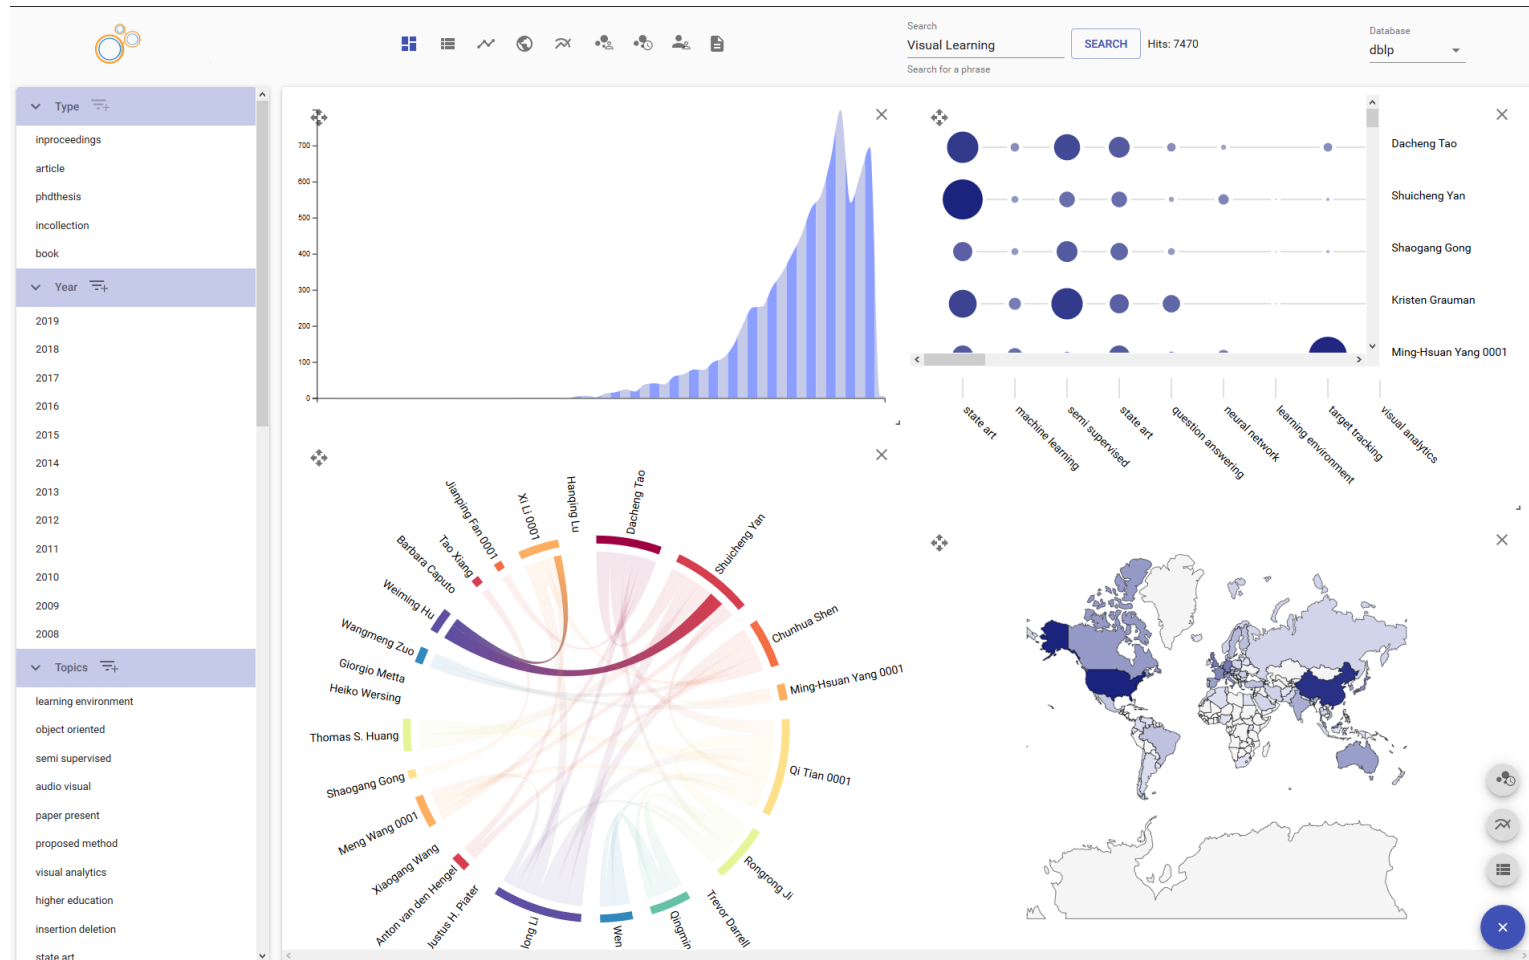 Search
Visual Learning
SEARCH
Hits: 7470
Search for a phrase
Database
dblp
Type
inproceedings
article
phdthesis
incollection
book
Year
2019
2018
2017
2016
2015
2014
2013
2012
2011
2010
2009
2008
Topics
learning environment
object oriented
semi supervised
audio visual
paper present
proposed method
visual analytics
higher education
insertion deletion
state art
700
600
500
400
300
200
100
0
Dacheng Tao
Shuicheng Yan
Shaogang Gong
Kristen Grauman
Ming-Hsuan Yang 0001
state art
machine learning
semi supervised
state art
question answering
neural network
learning environment
target tracking
visual analytics
Hanqing Lu
Dacheng Tao
Shuicheng Yan
Chunhua Shen
Ming-Hsuan Yang 0001
Qi Tian 0001
Rongrong Ji
Trevor Darrell
Qingmin
Wen
long Li
Justus H. Piater
Anton van den Hengel
Xiaogang Wang
Meng Wang 0001
Shaogang Gong
Thomas S. Huang
Heiko Wersing
Giorgio Metta
Wangmeng Zuo
Weiming Hu
Barbara Caputo
Tao Xiang
Jianping Fan 0001
Xi Li 0001